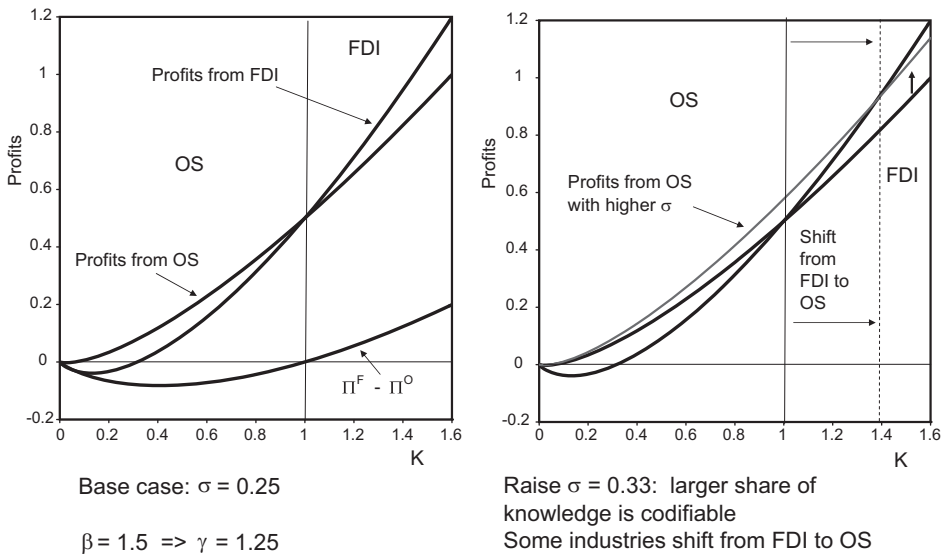 1.2
1
0.8
0.6
0.4
0.2
0
-0.2
Profits
FDI
Profits from FDI
OS
Profits from OS
Π^F - Π^O
0 0.2 0.4 0.6 0.8 1 1.2 1.4 1.6
K
Base case: σ = 0.25
β = 1.5 => γ = 1.25
1.2
1
0.8
0.6
0.4
0.2
0
-0.2
Profits
OS
Profits from OS
with higher σ
FDI
Shift
from
FDI to
OS
0 0.2 0.4 0.6 0.8 1 1.2 1.4 1.6
K
Raise σ = 0.33: larger share of
knowledge is codifiable
Some industries shift from FDI to OS